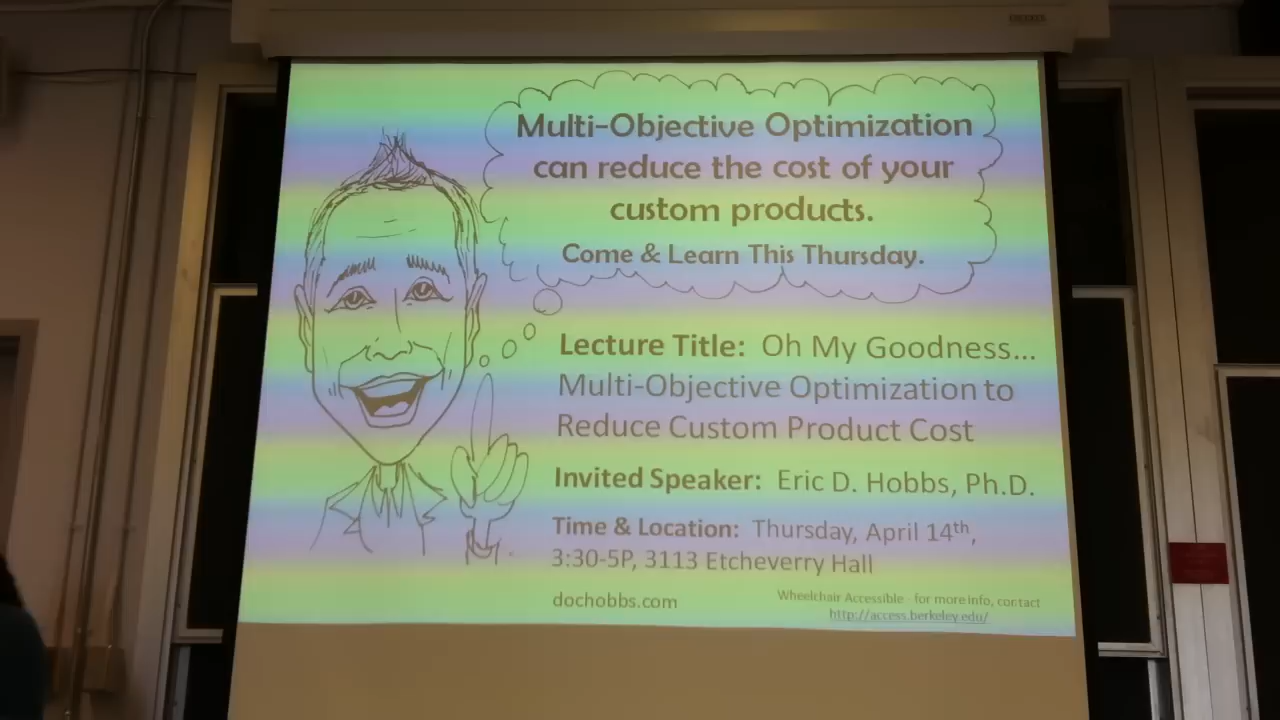 Multi-Objective Optimization
can reduce the cost of your
custom products.
Come & Learn This Thursday.
Lecture Title: Oh My Goodness...
Multi-Objective Optimization to
Reduce Custom Product Cost
Invited Speaker: Eric D. Hobbs, Ph.D.
Time & Location: Thursday, April 14th,
3:30-5P, 3113 Etcheverry Hall
dochobbs.com
Wheelchair Accessible - for more info, contact
http://access.berkeley.edu/